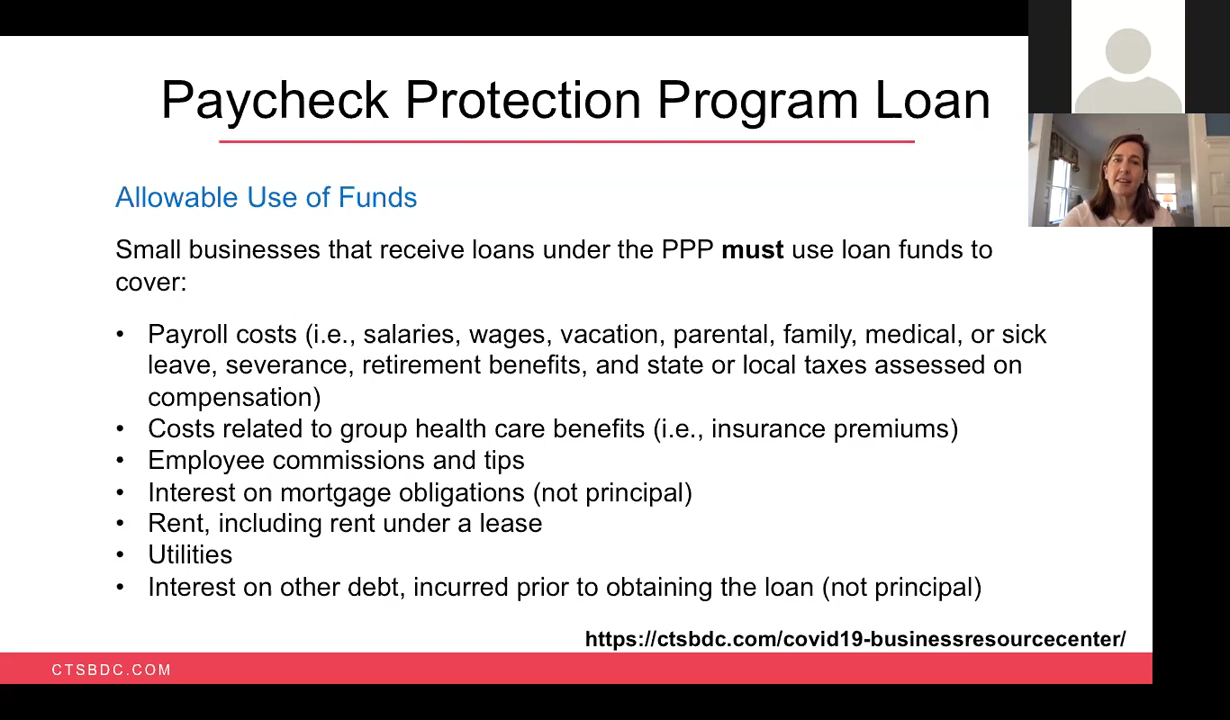 Paycheck Protection Program Loan
Allowable Use of Funds
Small businesses that receive loans under the PPP must use loan funds to
cover:
• Payroll costs (i.e., salaries, wages, vacation, parental, family, medical, or sick
leave, severance, retirement benefits, and state or local taxes assessed on
compensation)
• Costs related to group health care benefits (i.e., insurance premiums)
• Employee commissions and tips
• Interest on mortgage obligations (not principal)
• Rent, including rent under a lease
• Utilities
• Interest on other debt, incurred prior to obtaining the loan (not principal)
https://ctsbdc.com/covid19-businessresourcecenter/
CTSBDC.COM